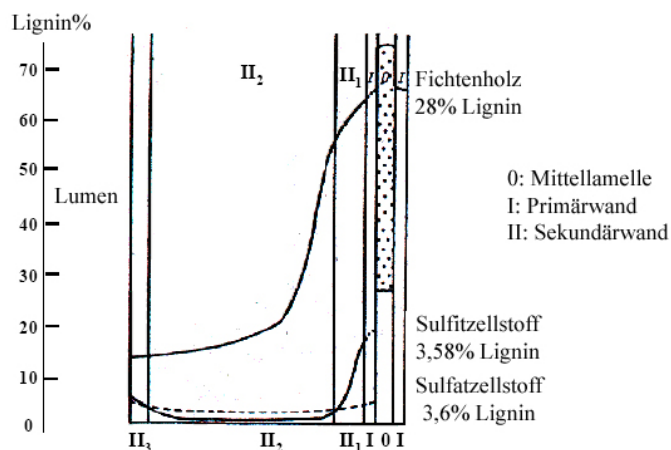 Lignin%
70
60
50
40
30
20
10
0
Lumen
II₂
II₁
I
0
I
Fichtenholz
28% Lignin
0: Mittellamelle
I: Primärwand
II: Sekundärwand
Sulfitzellstoff
3,58% Lignin
Sulfatzellstoff
3,6% Lignin
II₃ II₂ II₁ I 0 I